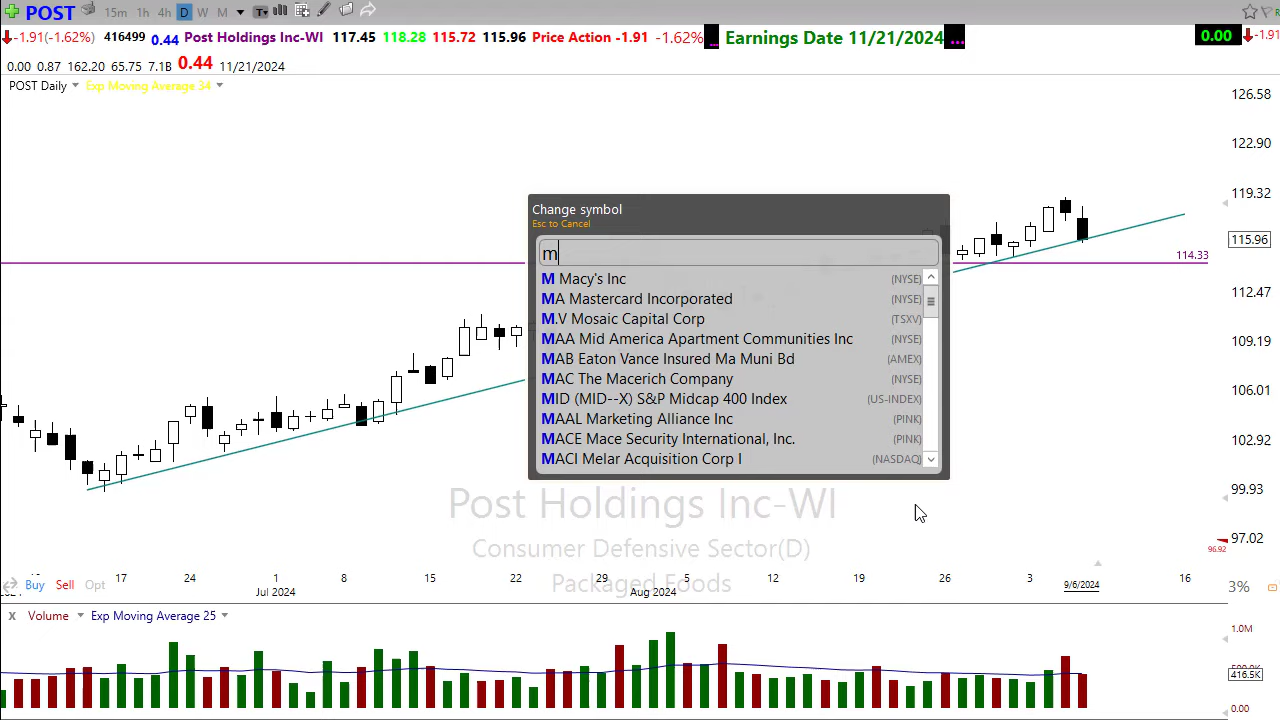 POST 15m 1h 4h D W M
-1.91(-1.62%) 416499 0.44 Post Holdings Inc-WI 117.45 118.28 115.72 115.96 Price Action -1.91 -1.62% ... Earnings Date 11/21/2024 ... 0.00 -1.91
0.00 0.87 162.20 65.75 7.1B 0.44 11/21/2024
POST Daily Exp Moving Average 34
126.58
122.90
119.32
115.96
114.33
112.47
109.19
106.01
102.92
99.93
97.02
96.92
Change symbol
Esc to Cancel
m
M Macy's Inc (NYSE)
MA Mastercard Incorporated (NYSE)
M.V Mosaic Capital Corp (TSXV)
MAA Mid America Apartment Communities Inc (NYSE)
MAB Eaton Vance Insured Ma Muni Bd (AMEX)
MAC The Macerich Company (NYSE)
MID (MID--X) S&P Midcap 400 Index (US-INDEX)
MAAL Marketing Alliance Inc (PINK)
MACE Mace Security International, Inc. (PINK)
MACI Melar Acquisition Corp I (NASDAQ)
Post Holdings Inc-WI
Consumer Defensive Sector(D)
Packaged Foods
17 24 1 8 15 22 29 5 12 19 26 3 9/6/2024 16
Jul 2024 Aug 2024
Buy Sell Opt
3%
X Volume Exp Moving Average 25
1.0M
416.5K
0.00